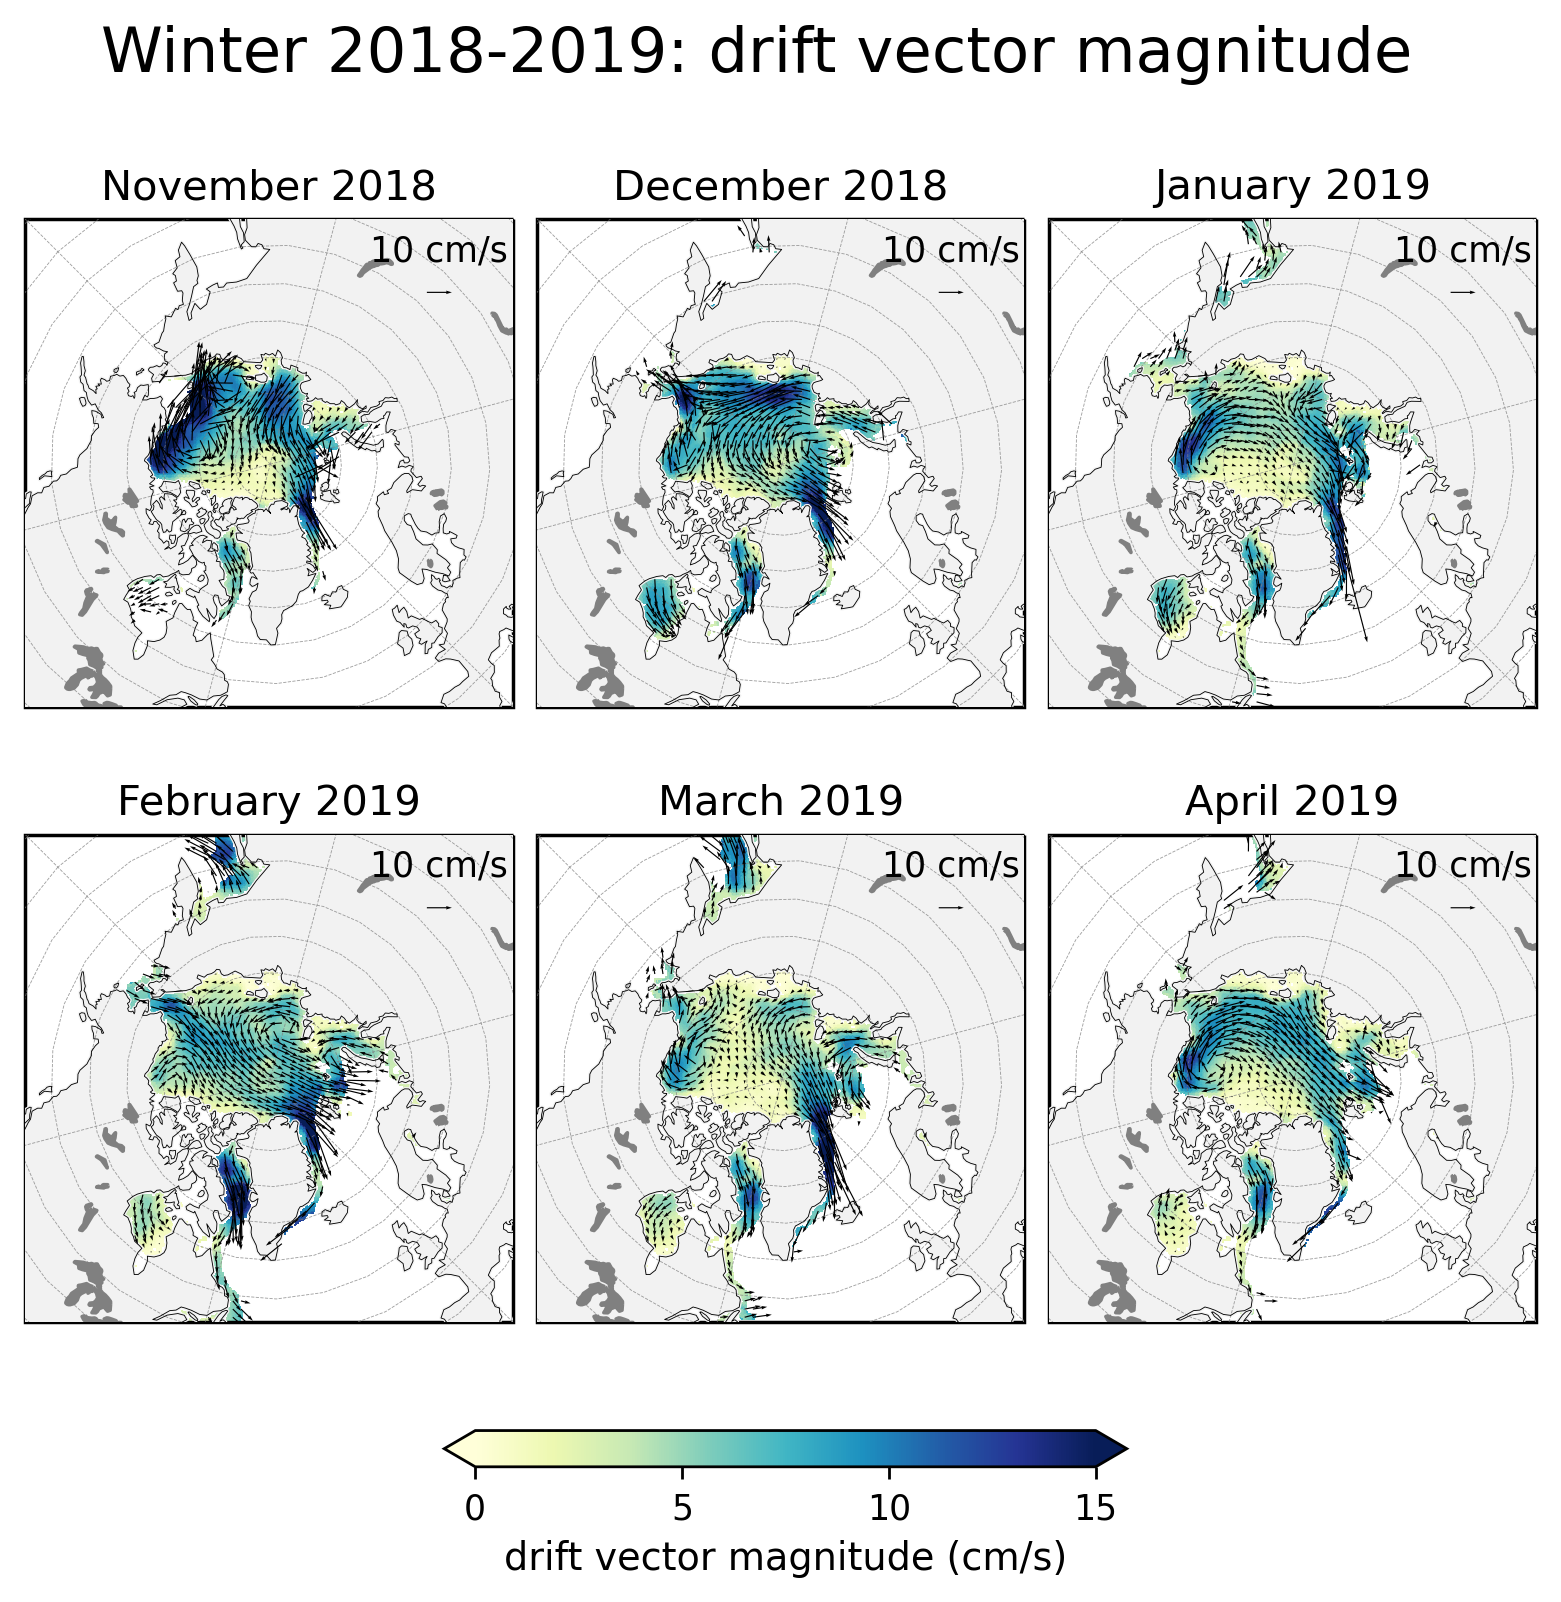 Winter 2018-2019: drift vector magnitude
November 2018
December 2018
January 2019
10 cm/s
10 cm/s
10 cm/s
February 2019
March 2019
April 2019
10 cm/s
10 cm/s
10 cm/s
0
5
10
15
drift vector magnitude (cm/s)